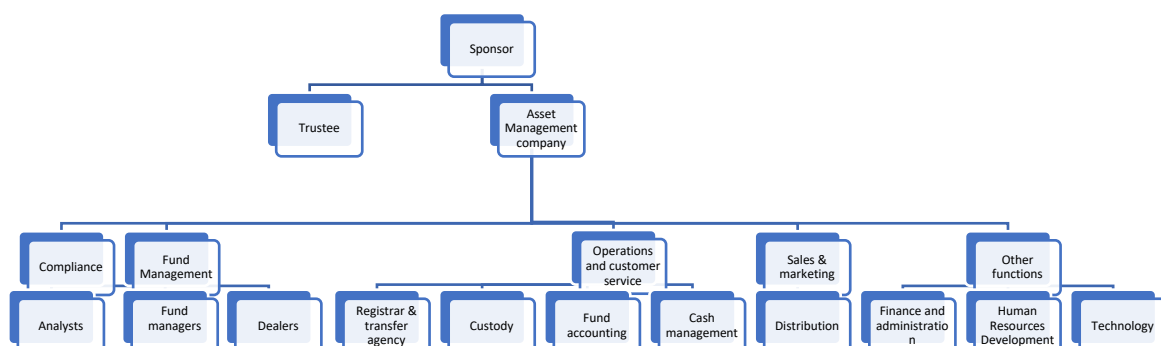 Sponsor
Trustee
Asset
Management
company
Compliance
Fund
Management
Operations
and customer
service
Sales &
marketing
Other
functions
Analysts
Fund
managers
Dealers
Registrar &
transfer
agency
Custody
Fund
accounting
Cash
management
Distribution
Finance and
administratio
n
Human
Resources
Development
Technology